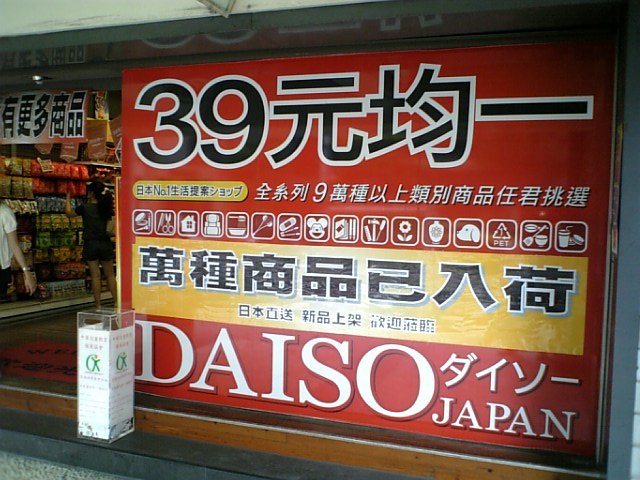 有更多商品
39元均一
日本No.1生活提案ショップ
全系列9萬種以上類別商品任君挑選
PET
萬種商品已入荷
日本直送 新品上架 歡迎蒞臨
DAISO ダイソー
JAPAN